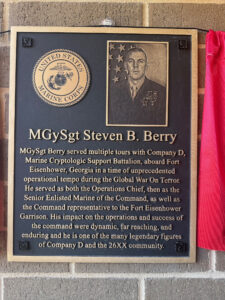 UNITED STATES
MARINE CORPS
MGySgt Steven B. Berry
MGySgt Berry served multiple tours with Company D,
Marine Cryptologic Support Battalion, aboard Fort
Eisenhower, Georgia in a time of unprecedented
operational tempo during the Global War On Terror.
He served as both the Operations Chief, then as the
Senior Enlisted Marine of the Command, as well as
the Command representative to the Fort Eisenhower
Garrison. His impact on the operations and success of
the command were dynamic, far reaching, and
enduring and he is one of the many legendary figures
of Company D and the 26XX community.